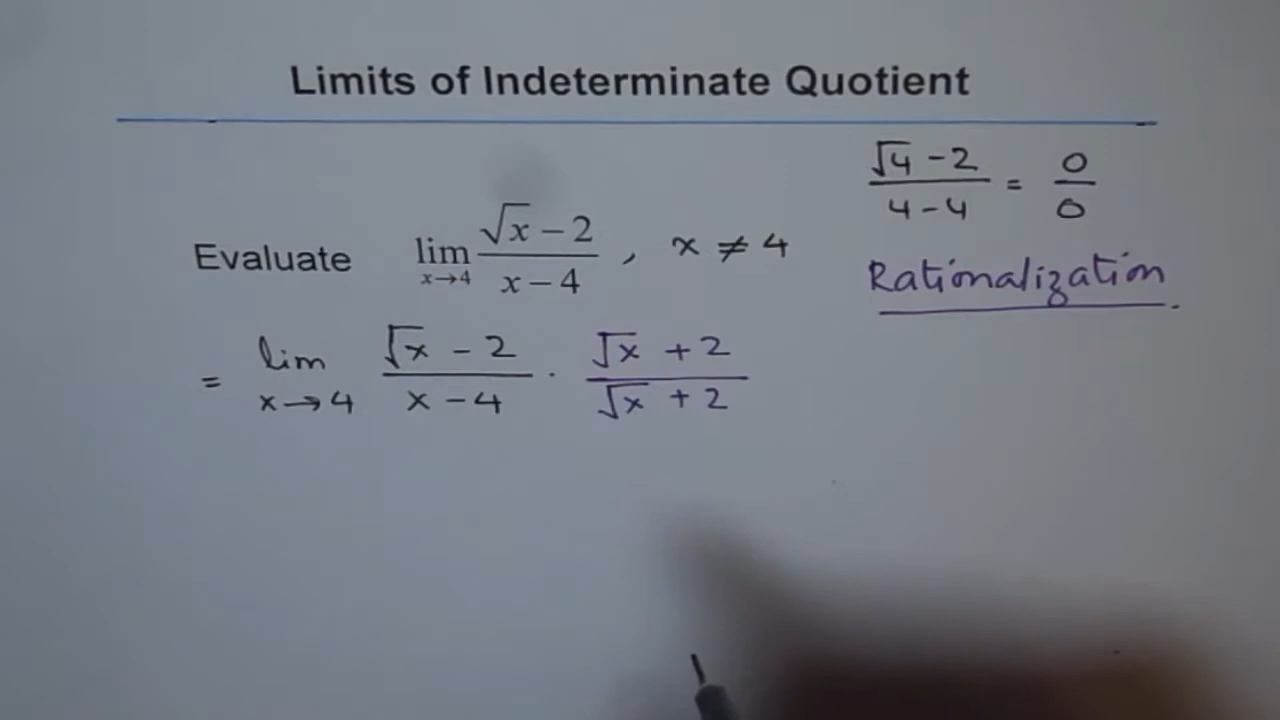 Limits of Indeterminate Quotient
√4 - 2 / 4 - 4 = 0 / 0
Evaluate lim x→4 √x - 2 / x - 4 , x ≠ 4
Rationalization.
= lim x→4 √x - 2 / x - 4 · √x + 2 / √x + 2